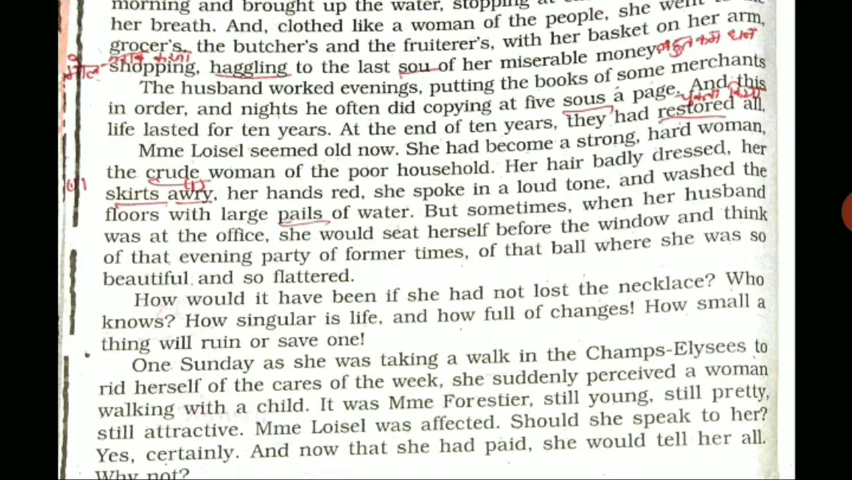 morning and brought up the water, stopping at
her breath. And, clothed like a woman of the people, she went to the
grocer's, the butcher's and the fruiterer's, with her basket on her arm,
shopping, haggling to the last sou of her miserable money.
The husband worked evenings, putting the books of some merchants
in order, and nights he often did copying at five sous a page. And this
life lasted for ten years. At the end of ten years, they had restored all.
Mme Loisel seemed old now. She had become a strong, hard woman,
the crude woman of the poor household. Her hair badly dressed, her
skirts awry, her hands red, she spoke in a loud tone, and washed the
floors with large pails of water. But sometimes, when her husband
was at the office, she would seat herself before the window and think
of that evening party of former times, of that ball where she was so
beautiful and so flattered.
How would it have been if she had not lost the necklace? Who
knows? How singular is life, and how full of changes! How small a
thing will ruin or save one!
One Sunday as she was taking a walk in the Champs-Elysees to
rid herself of the cares of the week, she suddenly perceived a woman
walking with a child. It was Mme Forestier, still young, still pretty,
still attractive. Mme Loisel was affected. Should she speak to her?
Yes, certainly. And now that she had paid, she would tell her all.
Why not?